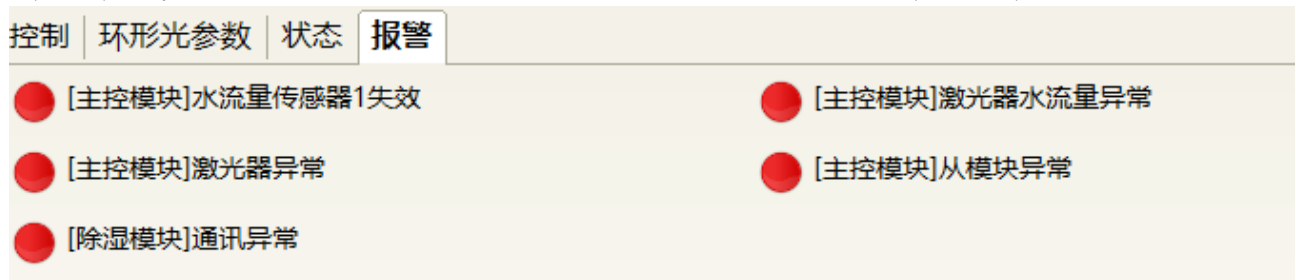 控制 环形光参数 状态 报警
[主控模块]水流量传感器1失效 [主控模块]激光器水流量异常
[主控模块]激光器异常 [主控模块]从模块异常
[除湿模块]通讯异常